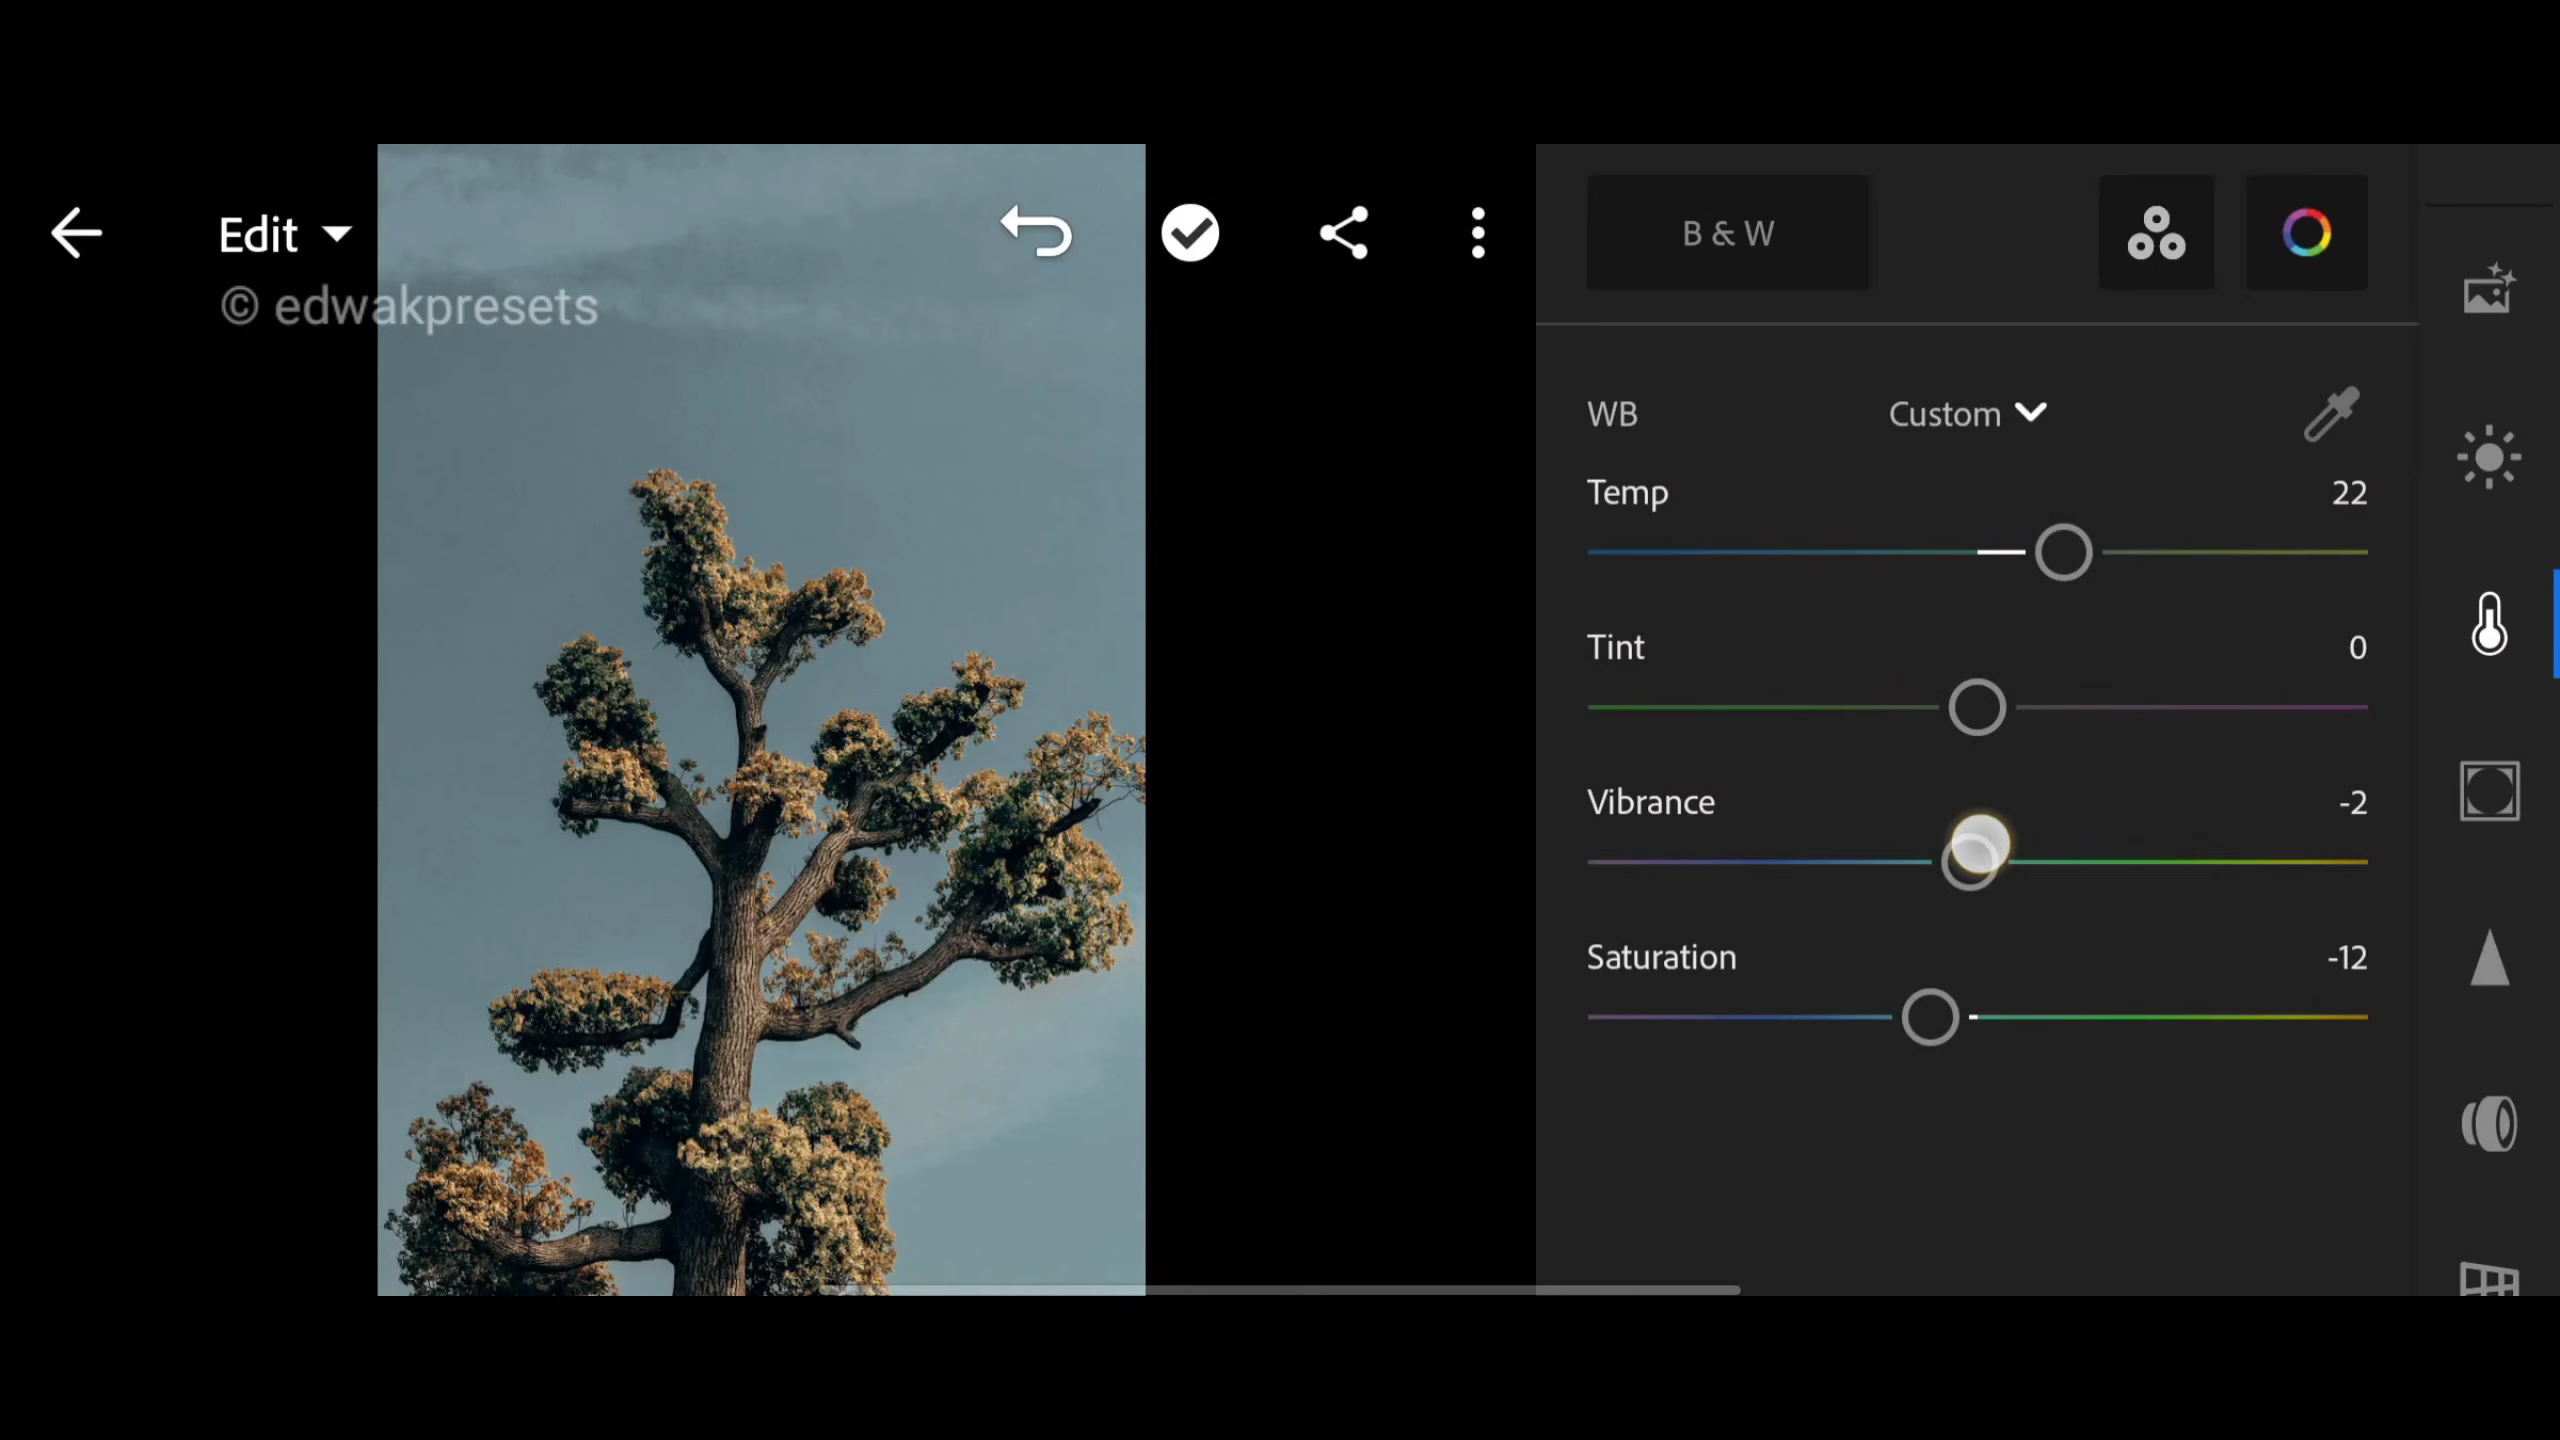 Edit
© edwakpresets
B & W
WB Custom
Temp 22
Tint 0
Vibrance -2
Saturation -12